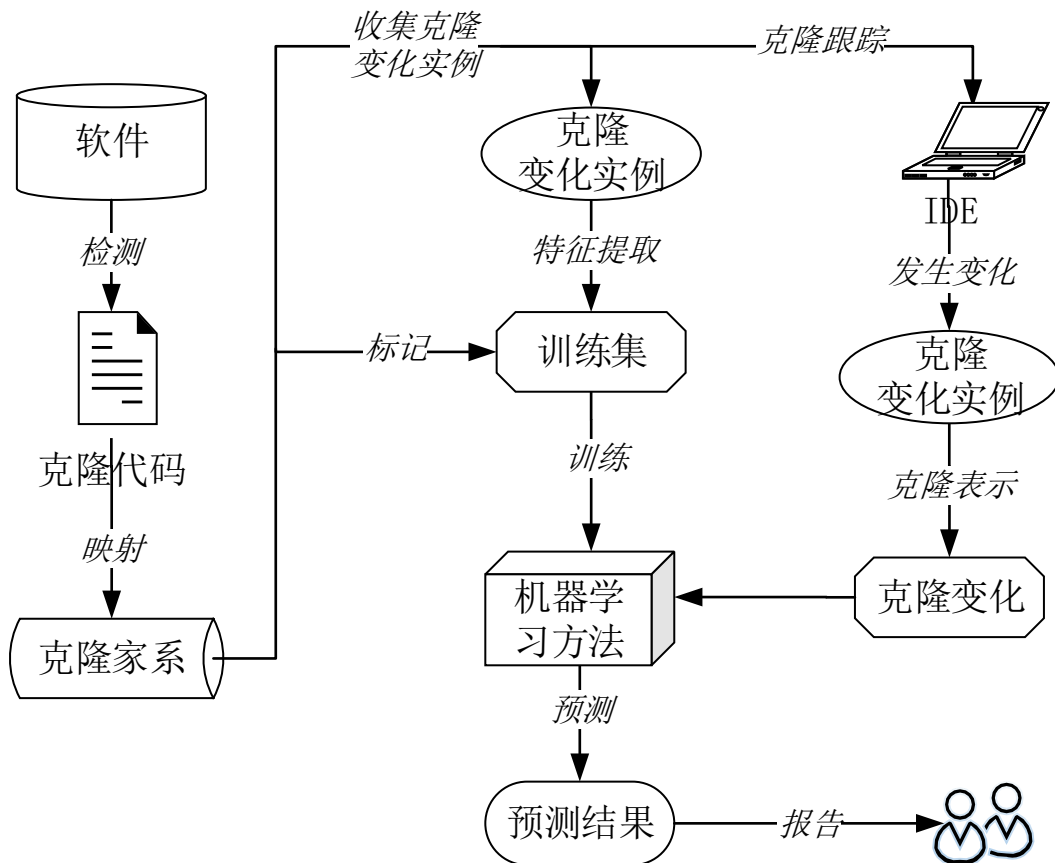 收集克隆
变化实例
克隆跟踪
软件
克隆
变化实例
IDE
检测
特征提取
发生变化
标记
训练集
克隆
变化实例
克隆代码
训练
克隆表示
映射
机器学
习方法
克隆变化
克隆家系
预测
预测结果
报告